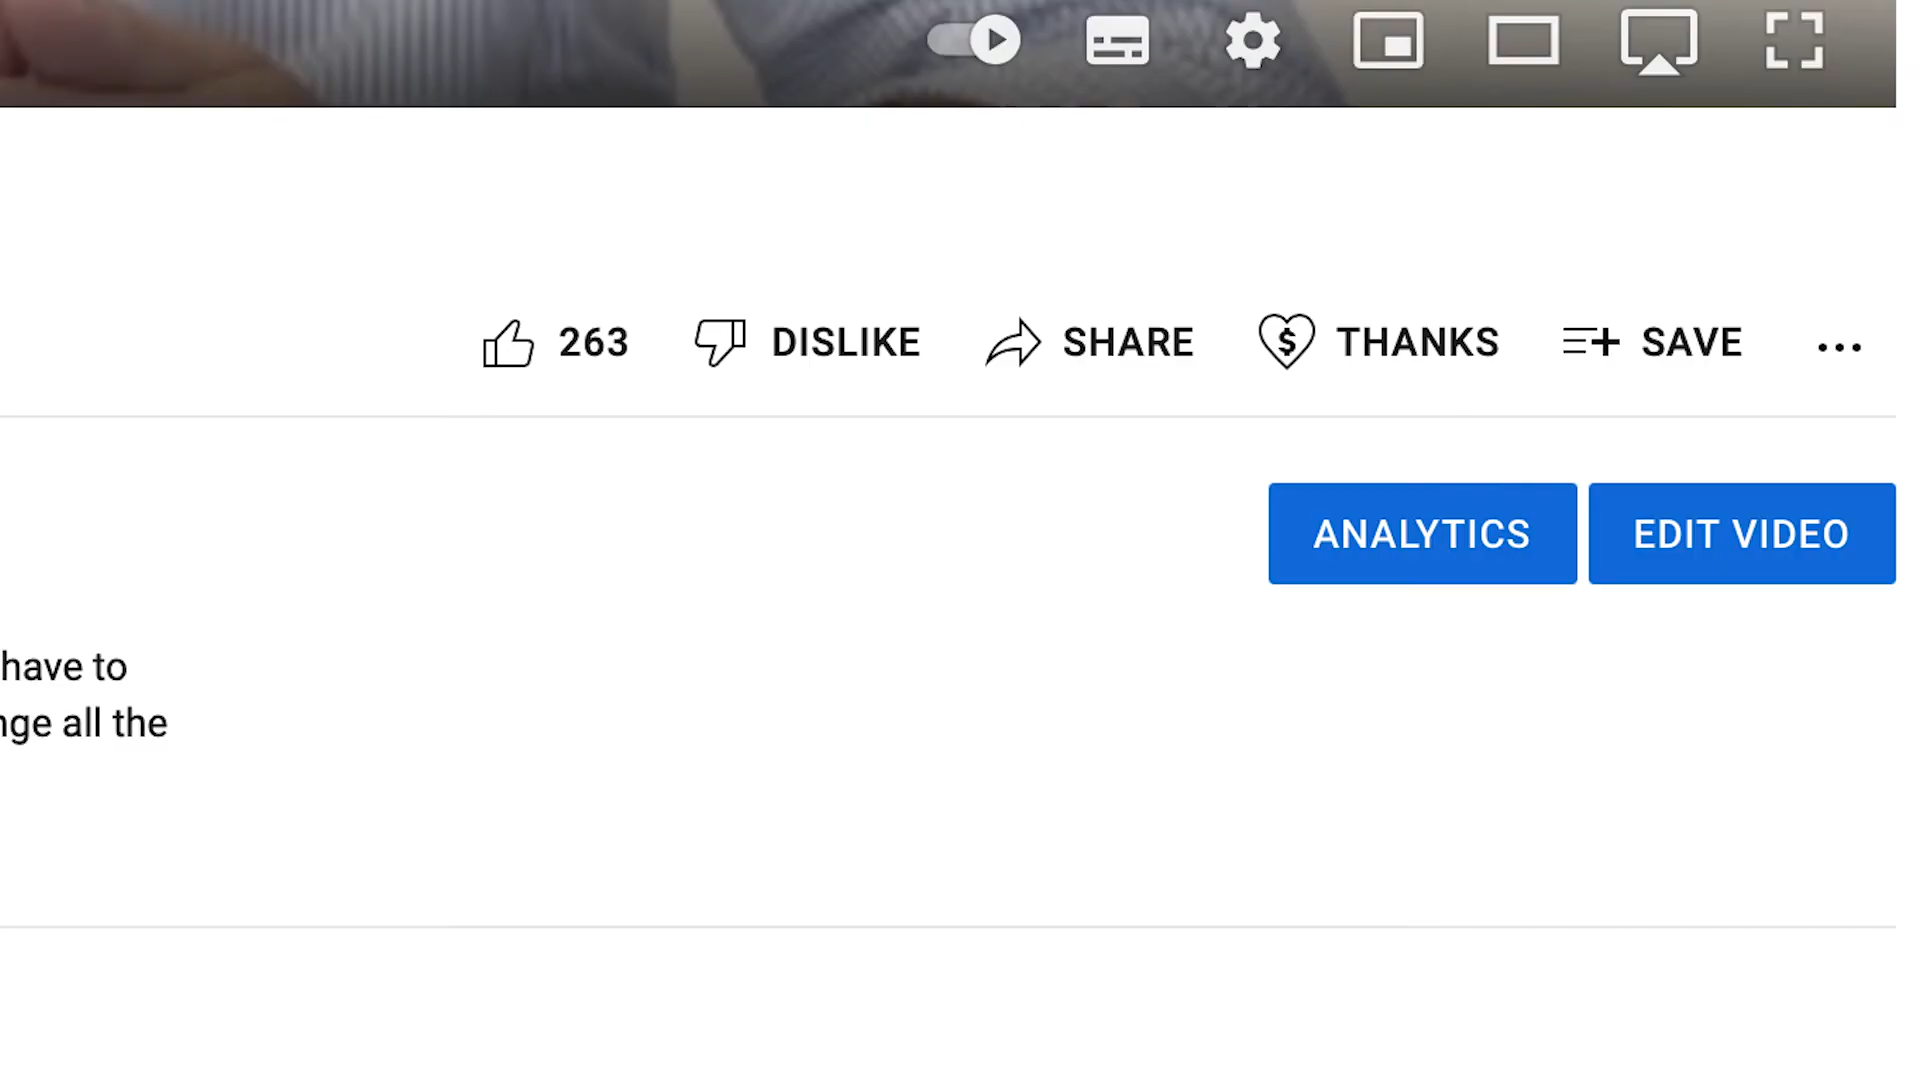 263 DISLIKE SHARE THANKS SAVE
ANALYTICS EDIT VIDEO
have to
nge all the